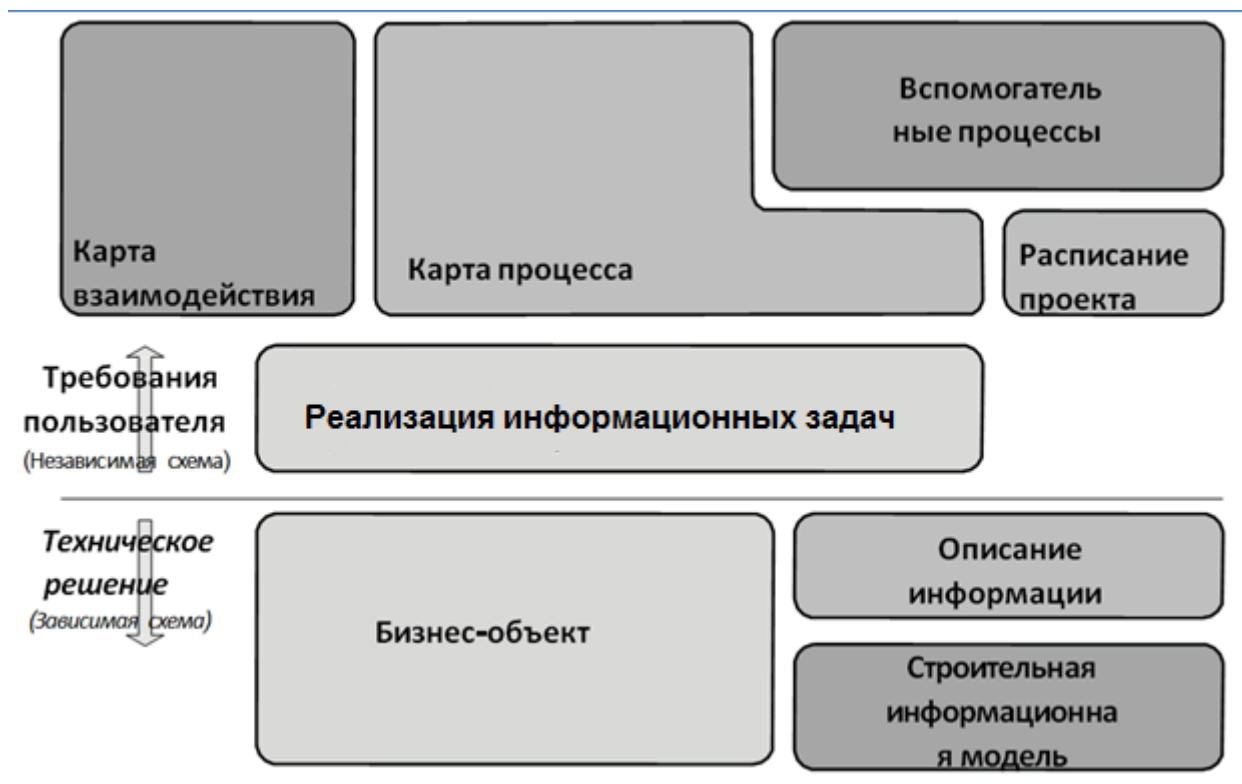 Карта
взаимодействия
Карта процесса
Вспомогатель
ные процессы
Расписание
проекта
Требования
пользователя
(Независимая схема)
Реализация информационных задач
Техническое
решение
(Зависимая схема)
Бизнес-объект
Описание
информации
Строительная
информационна
я модель